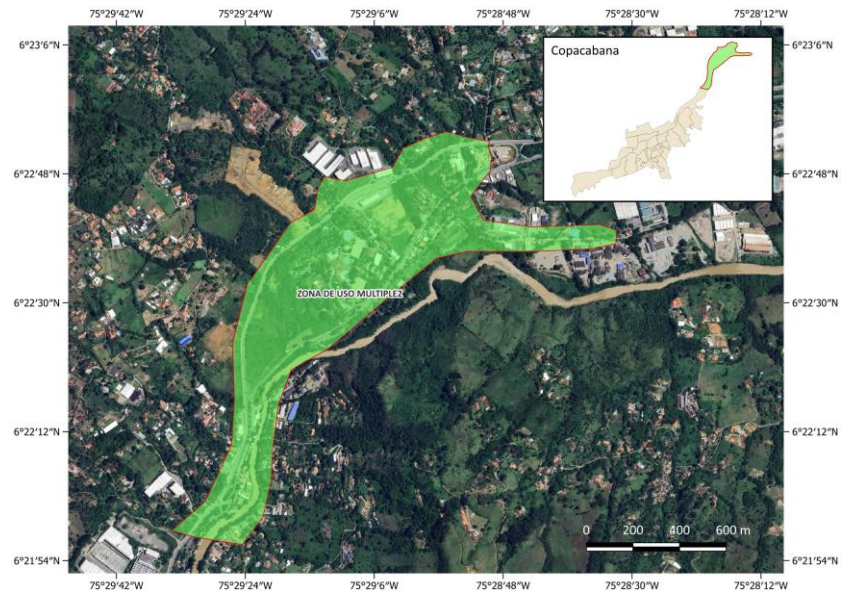 75°29′42″W 75°29′24″W 75°29′6″W 75°28′48″W 75°28′30″W 75°28′12″W
6°23′6″N 6°23′6″N
Copacabana
6°22′48″N 6°22′48″N
6°22′30″N 6°22′30″N
ZONA DE USO MULTIPLE2
6°22′12″N 6°22′12″N
0 200 400 600 m
6°21′54″N 6°21′54″N
75°29′42″W 75°29′24″W 75°29′6″W 75°28′48″W 75°28′30″W 75°28′12″W